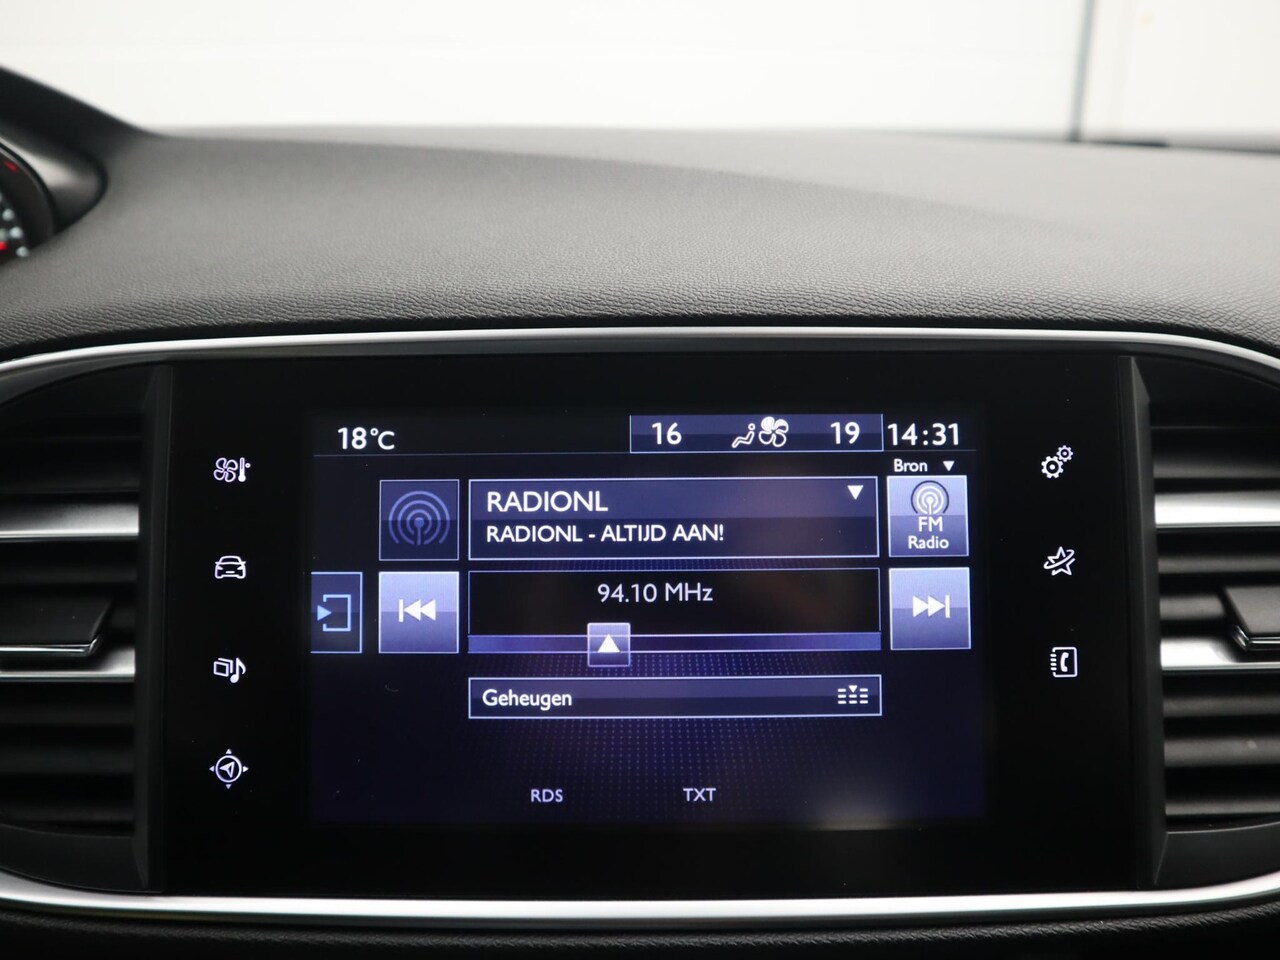 18°C
16
19
14:31
Bron
RADIONL
RADIONL - ALTIJD AAN!
FM
Radio
94.10 MHz
Geheugen
RDS
TXT